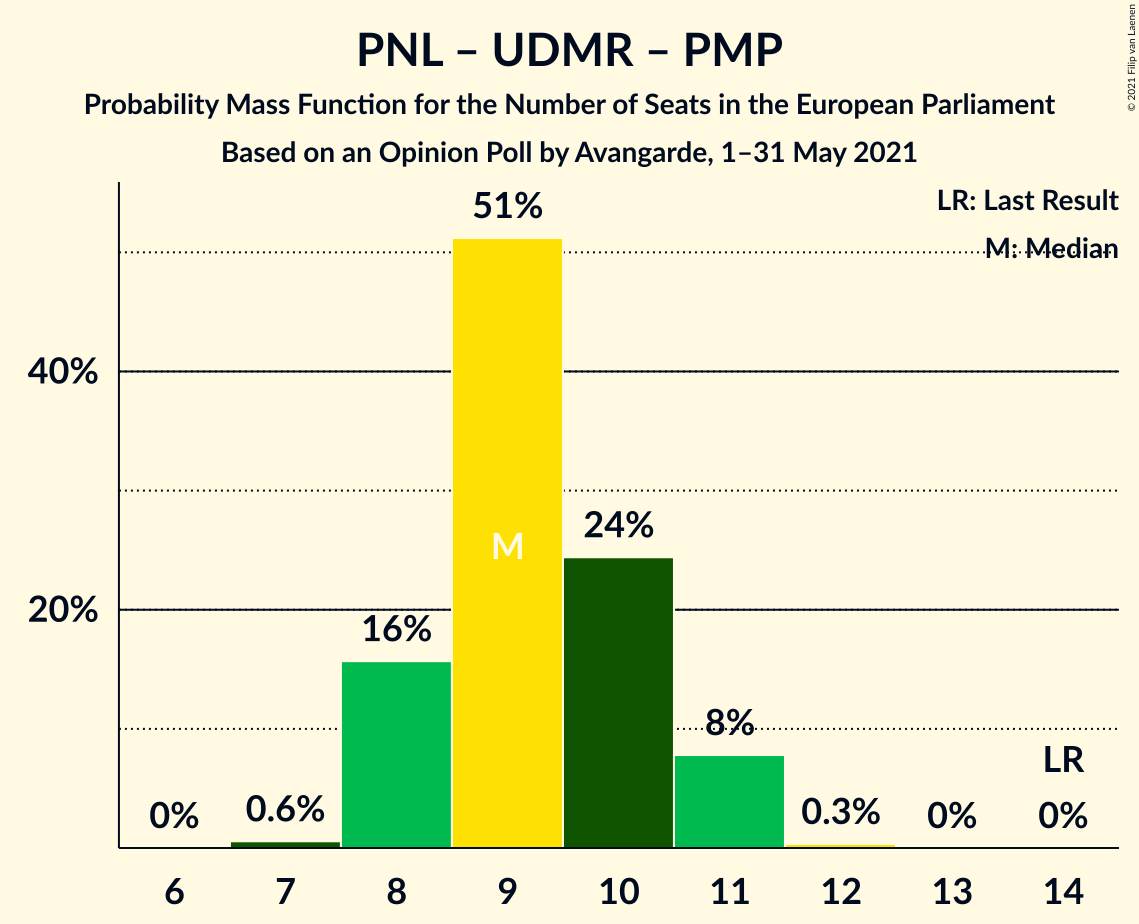 PNL – UDMR – PMP
Probability Mass Function for the Number of Seats in the European Parliament
Based on an Opinion Poll by Avangarde, 1–31 May 2021
© 2021 Filip van Laenen
LR: Last Result
M: Median
51%
40%
24%
M
20%
16%
8%
LR
0%
0.6%
0.3%
0%
0%
6 7 8 9 10 11 12 13 14